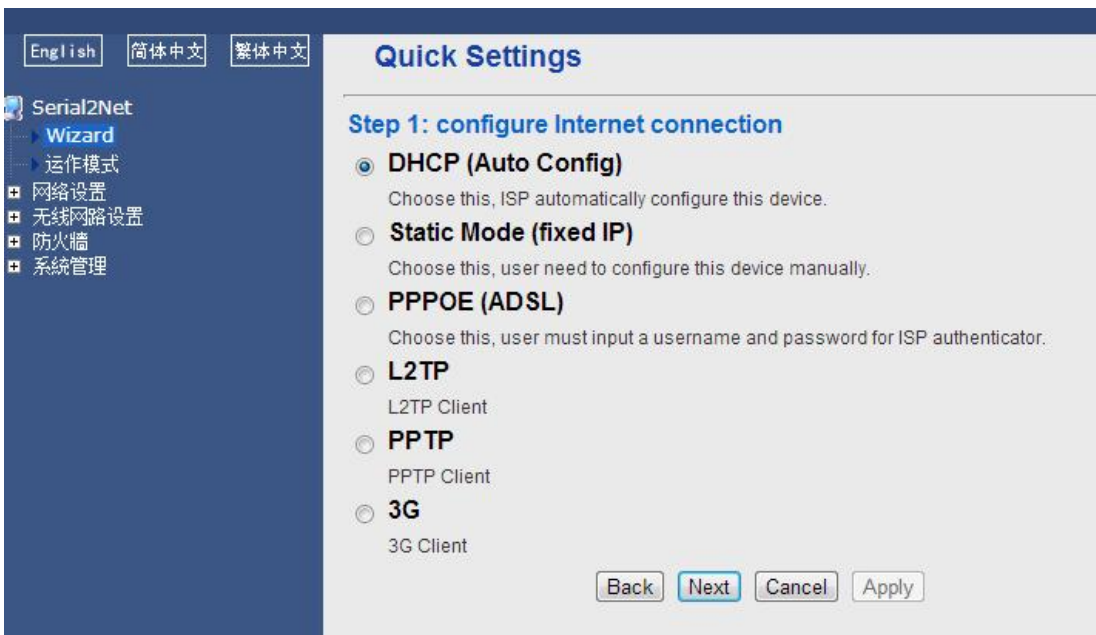 English 简体中文 繁体中文
Serial2Net
Wizard
运作模式
网络设置
无线网路设置
防火墙
系統管理
Quick Settings
Step 1: configure Internet connection
DHCP (Auto Config)
Choose this, ISP automatically configure this device.
Static Mode (fixed IP)
Choose this, user need to configure this device manually.
PPPOE (ADSL)
Choose this, user must input a username and password for ISP authenticator.
L2TP
L2TP Client
PPTP
PPTP Client
3G
3G Client
Back Next Cancel Apply